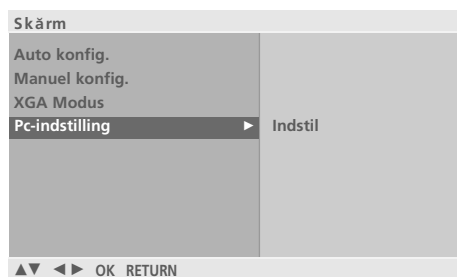 Skärm
Auto konfig.
Manuel konfig.
XGA Modus
Pc-indstilling ► Indstil
▲▼ ◄► OK RETURN